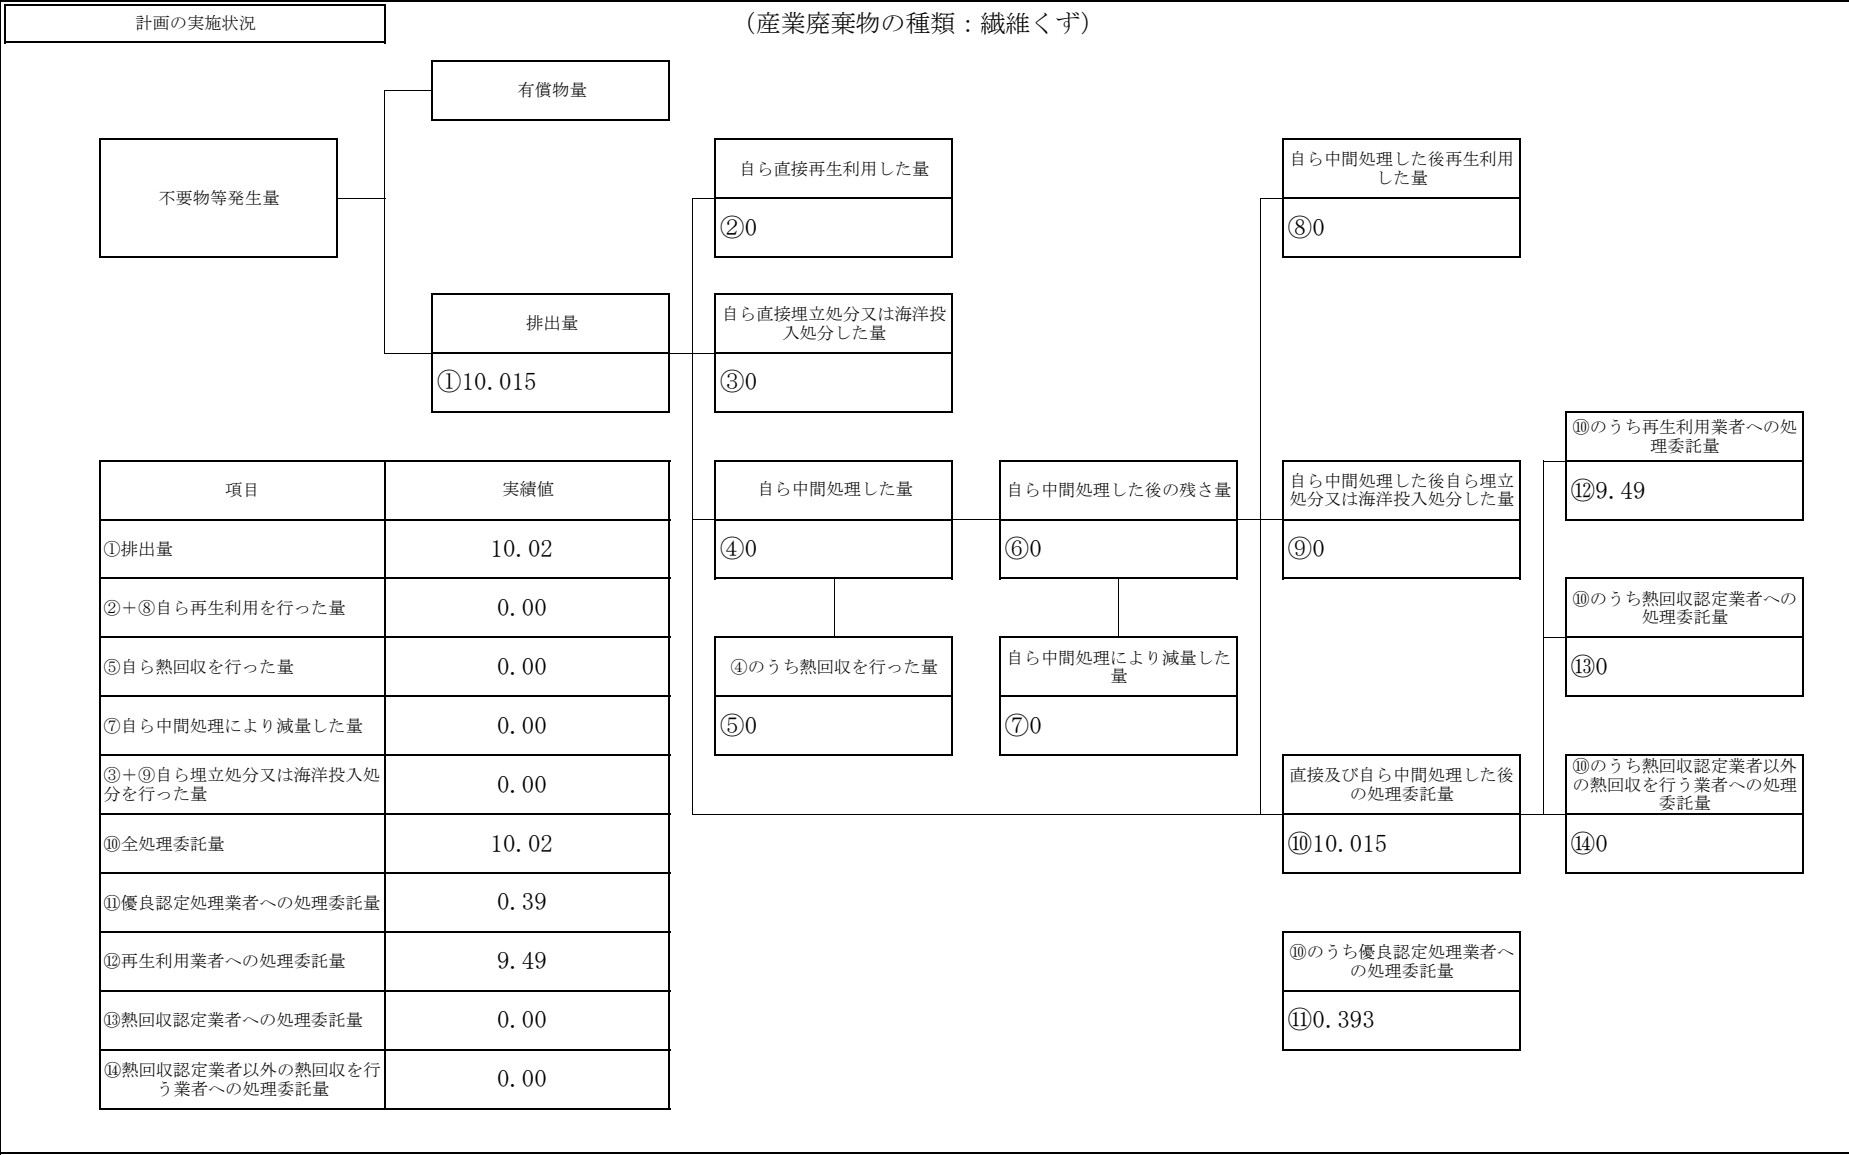 計画の実施状況
（産業廃棄物の種類：繊維くず）
有償物量
不要物等発生量
自ら直接再生利用した量
②0
自ら中間処理した後再生利用
した量
⑧0
排出量
①10.015
自ら直接埋立処分又は海洋投
入処分した量
③0
⑩のうち再生利用業者への処
理委託量
⑫9.49
自ら中間処理した量
④0
自ら中間処理した後の残さ量
⑥0
自ら中間処理した後自ら埋立
処分又は海洋投入処分した量
⑨0
⑩のうち熱回収認定業者への
処理委託量
⑬0
④のうち熱回収を行った量
⑤0
自ら中間処理により減量した
量
⑦0
直接及び自ら中間処理した後
の処理委託量
⑩10.015
⑩のうち熱回収認定業者以外
の熱回収を行う業者への処理
委託量
⑭0
⑩のうち優良認定処理業者へ
の処理委託量
⑪0.393
項目 実績値
①排出量 10.02
②＋⑧自ら再生利用を行った量 0.00
⑤自ら熱回収を行った量 0.00
⑦自ら中間処理により減量した量 0.00
③＋⑨自ら埋立処分又は海洋投入処
分を行った量 0.00
⑩全処理委託量 10.02
⑪優良認定処理業者への処理委託量 0.39
⑫再生利用業者への処理委託量 9.49
⑬熱回収認定業者への処理委託量 0.00
⑭熱回収認定業者以外の熱回収を行
う業者への処理委託量 0.00